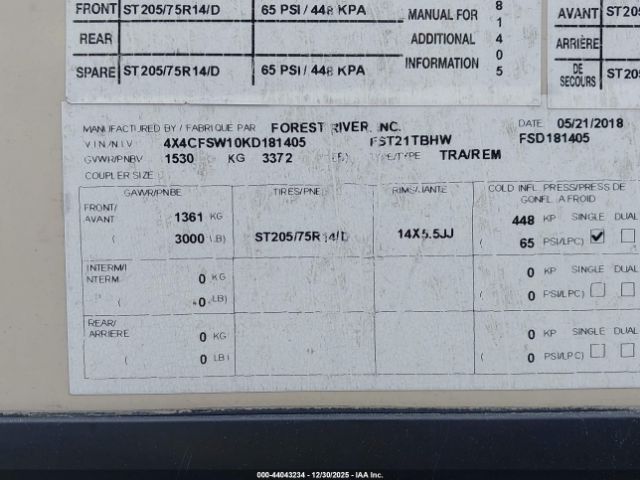 FRONT ST205/75R14/D 65 PSI / 448 KPA
REAR
SPARE ST205/75R14/D 65 PSI / 448 KPA
MANUAL FOR
ADDITIONAL
INFORMATION
8
1
4
0
5
AVANT ST205
ARRIÈRE
DE
SECOURS ST205
MANUFACTURED BY / FABRIQUE PAR FOREST RIVER, INC. DATE 05/21/2018
VIN/NIV 4X4CFSW10KD181405 FST21TBHW FSD181405
GVWR/PNBV 1530 KG 3372 TYPE/TYPE TRA/REM
COUPLER SIZE
GAWR/PNBE TIRES/PNEU RIMS/JANTE COLD INFL. PRESS/PRESS DE
GONFL. A FROID
FRONT/
AVANT 1361 KG 448 KP SINGLE DUAL
( 3000 LB) ST205/75R14/D 14X5.5JJ ( 65 PSI/LPC)
INTERM/
INTERM. 0 KG 0 KP SINGLE DUAL
( 0 LB) ( 0 PSI/LPC)
REAR/
ARRIERE 0 KG 0 KP SINGLE DUAL
( 0 LB) ( 0 PSI/LPC)
000-44043234 - 12/30/2025 - IAA Inc.